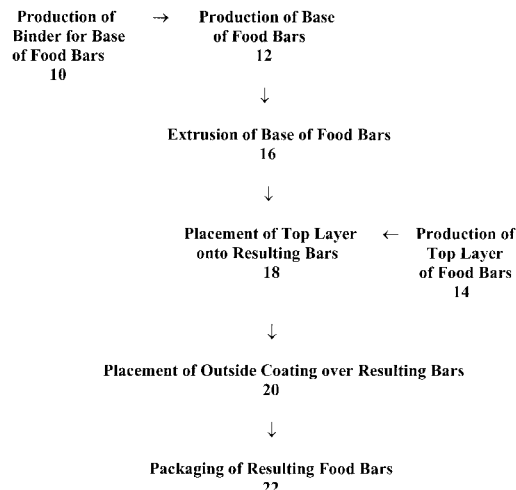 Production of
Binder for Base
of Food Bars
10
→
Production of Base
of Food Bars
12
↓
Extrusion of Base of Food Bars
16
↓
Placement of Top Layer
onto Resulting Bars
18
←
Production of
Top Layer
of Food Bars
14
↓
Placement of Outside Coating over Resulting Bars
20
↓
Packaging of Resulting Food Bars
22